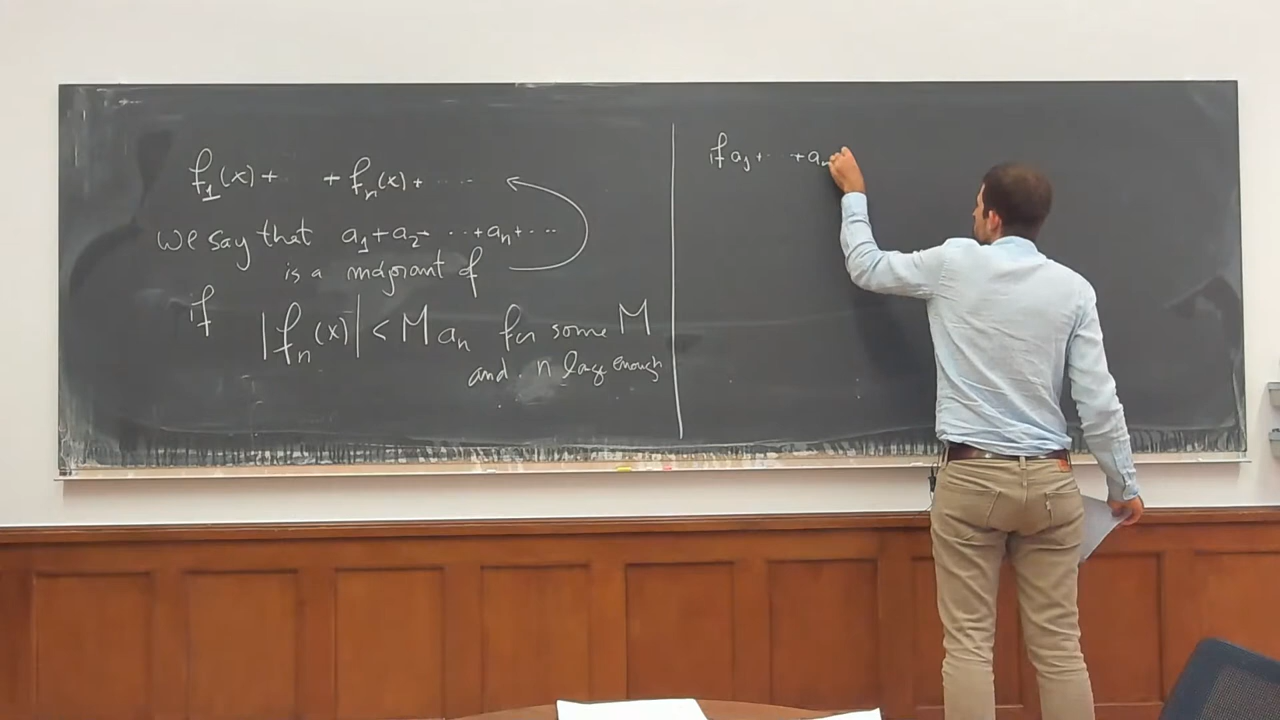 f₁(x) + ·· + fₙ(x) + ····
we say that a₁ + a₂ + ··· + aₙ + ···
is a majorant of
if |fₙ(x)| < M aₙ for some M
and n large enough
if a₁ + ·· + aₙ